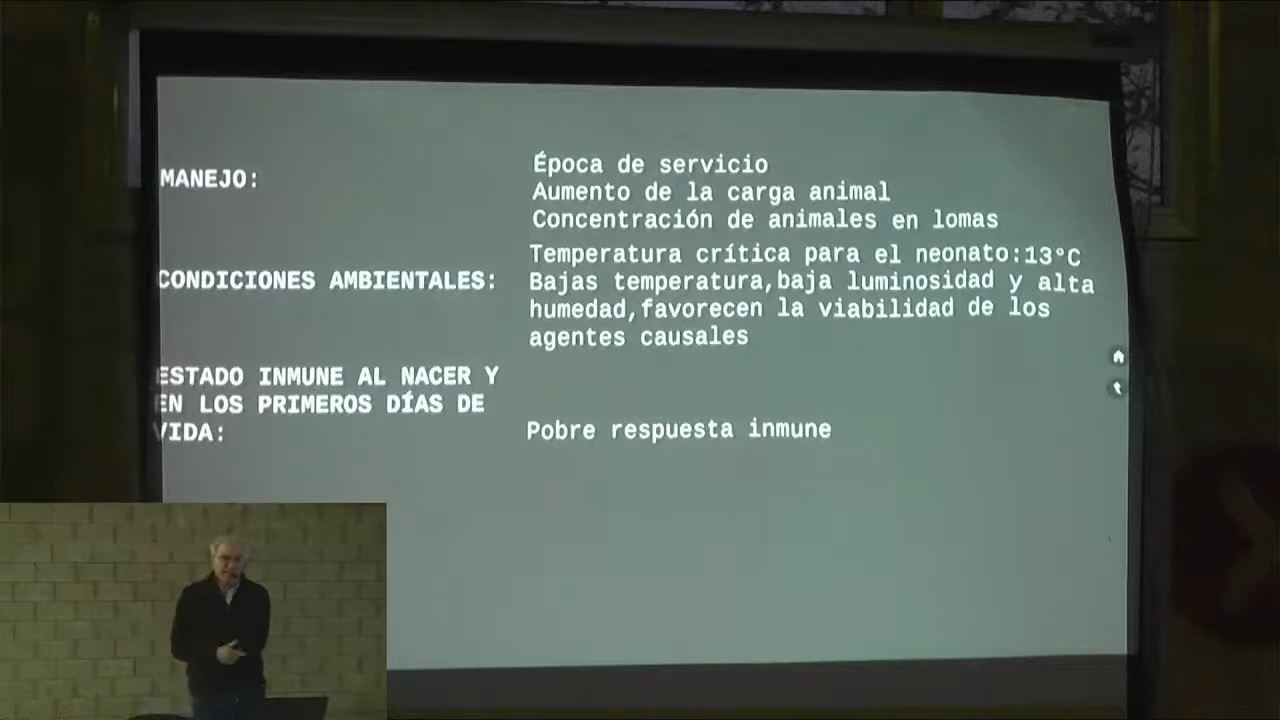 MANEJO:
Época de servicio
Aumento de la carga animal
Concentración de animales en lomas
CONDICIONES AMBIENTALES:
Temperatura crítica para el neonato:13°C
Bajas temperatura,baja luminosidad y alta
humedad,favorecen la viabilidad de los
agentes causales
ESTADO INMUNE AL NACER Y
EN LOS PRIMEROS DÍAS DE
VIDA:
Pobre respuesta inmune